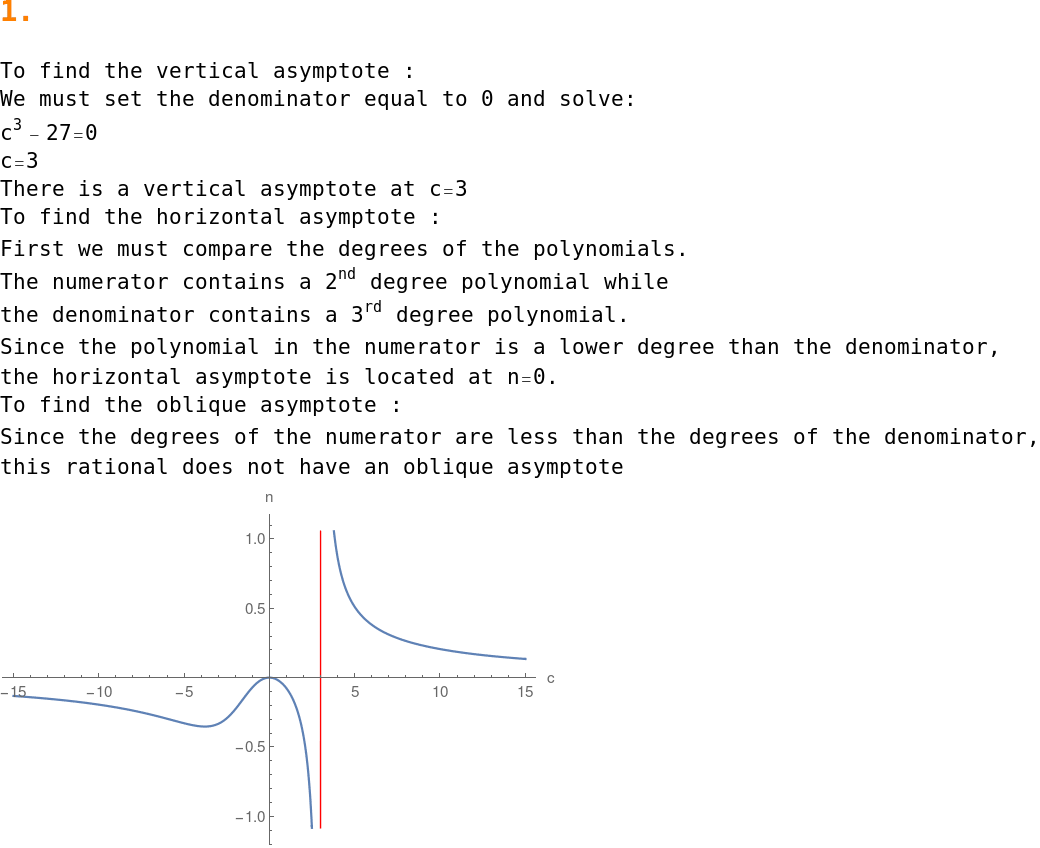 1.
To find the vertical asymptote :
We must set the denominator equal to 0 and solve:
c³ – 27=0
c=3
There is a vertical asymptote at c=3
To find the horizontal asymptote :
First we must compare the degrees of the polynomials.
The numerator contains a 2ⁿᵈ degree polynomial while
the denominator contains a 3ʳᵈ degree polynomial.
Since the polynomial in the numerator is a lower degree than the denominator,
the horizontal asymptote is located at n=0.
To find the oblique asymptote :
Since the degrees of the numerator are less than the degrees of the denominator,
this rational does not have an oblique asymptote
n
1.0
0.5
−15 −10 −5 5 10 15 c
−0.5
−1.0